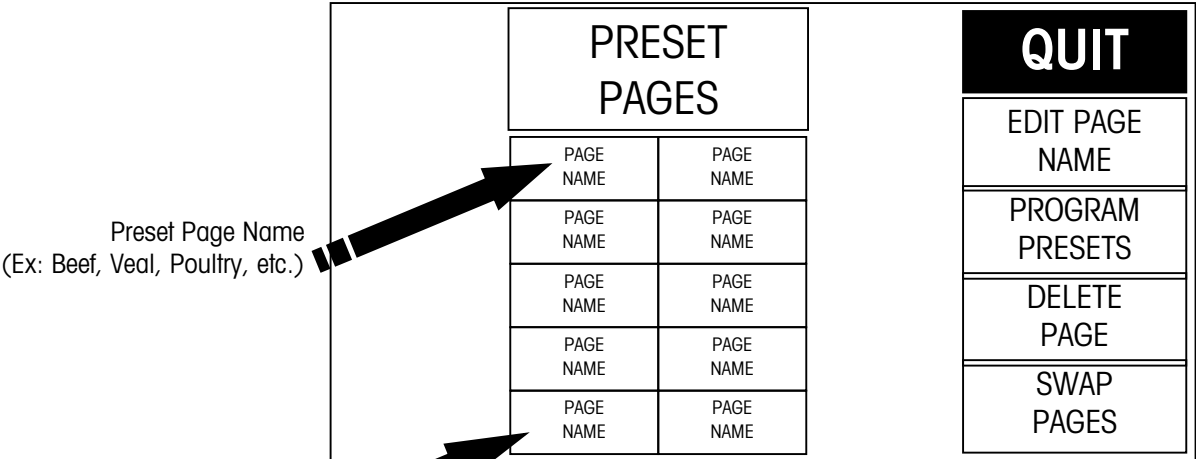 PRESET
PAGES
QUIT
EDIT PAGE
NAME
PROGRAM
PRESETS
DELETE
PAGE
SWAP
PAGES
Preset Page Name
(Ex: Beef, Veal, Poultry, etc.)
PAGE PAGE
NAME NAME
PAGE PAGE
NAME NAME
PAGE PAGE
NAME NAME
PAGE PAGE
NAME NAME
PAGE PAGE
NAME NAME